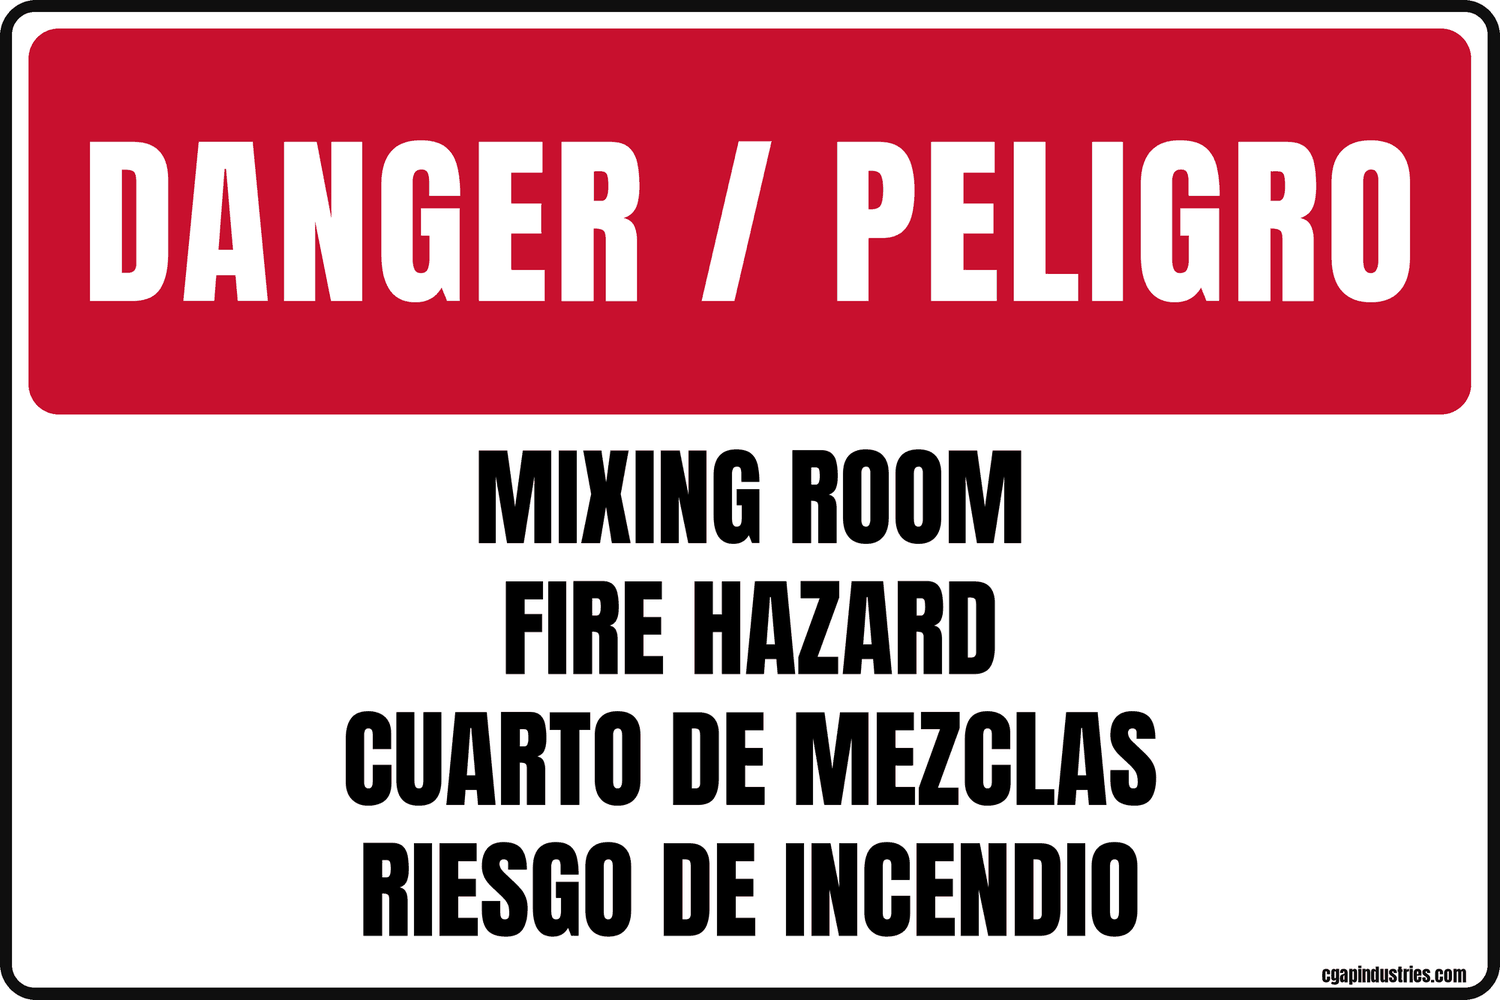 DANGER / PELIGRO
MIXING ROOM
FIRE HAZARD
CUARTO DE MEZCLAS
RIESGO DE INCENDIO
cgapindustries.com